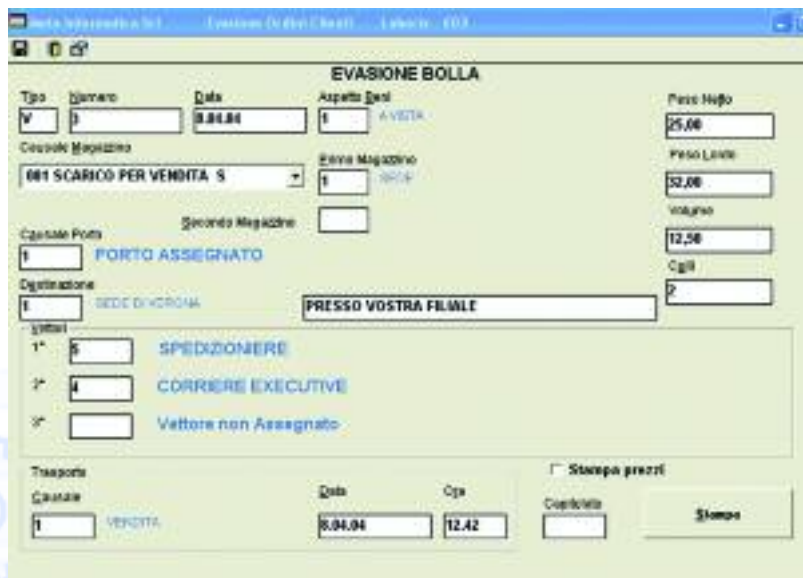 Evasione Ordini Clienti
EVASIONE BOLLA
Tipo Numero Data Aspetto Beni Peso Netto
V 3 8.04.04 1 A VISTA 25,00
Causale Magazzino Primo Magazzino Peso Lordo
001 SCARICO PER VENDITA S 1 SEDE 32,00
Secondo Magazzino Volume
Causale Porto 12,50
1 PORTO ASSEGNATO Colli
Destinazione 2
1 SEDE DI VERONA PRESSO VOSTRA FILIALE
Vettori
1° 5 SPEDIZIONIERE
2° 4 CORRIERE EXECUTIVE
3° Vettore non Assegnato
Trasporto Stampa prezzi
Causale Data Ora
1 VENDITA 8.04.04 12.42 Stampa